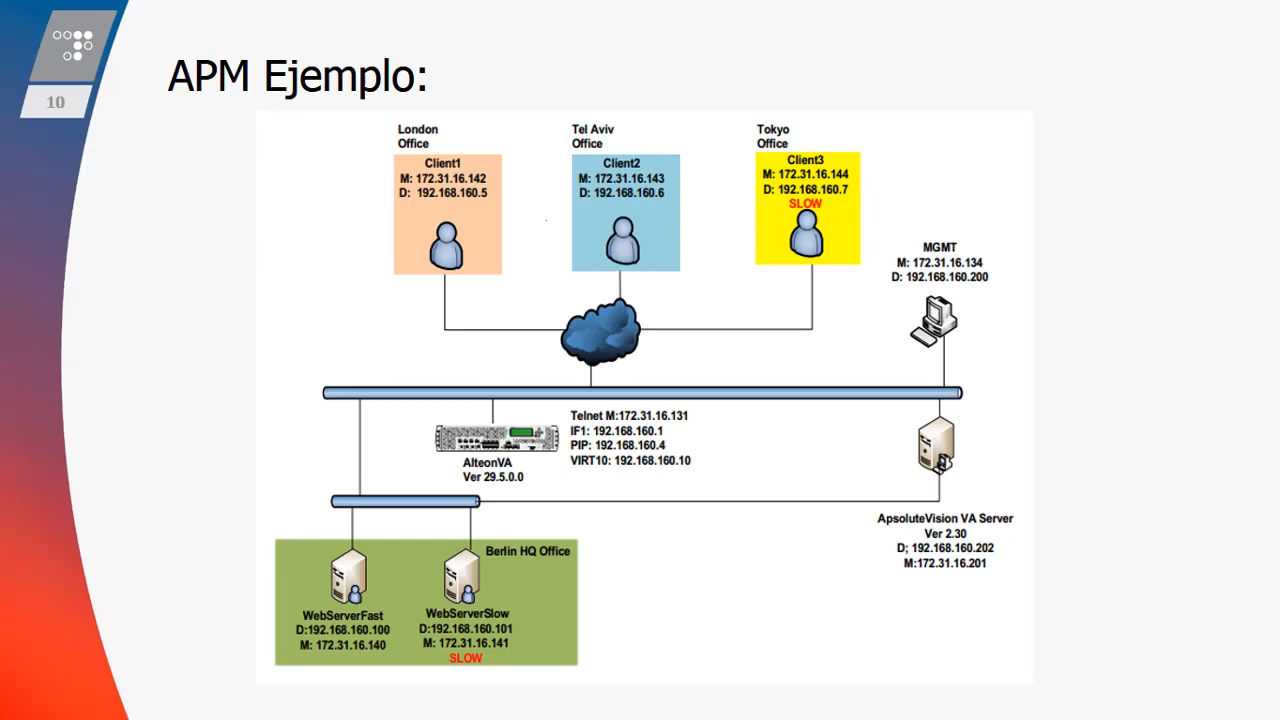 10
APM Ejemplo:
London
Office
Client1
M: 172.31.16.142
D: 192.168.160.5
Tel Aviv
Office
Client2
M: 172.31.16.143
D: 192.168.160.6
Tokyo
Office
Client3
M: 172.31.16.144
D: 192.168.160.7
SLOW
MGMT
M: 172.31.16.134
D: 192.168.160.200
Telnet M:172.31.16.131
IF1: 192.168.160.1
PIP: 192.168.160.4
VIRT10: 192.168.160.10
AlteonVA
Ver 29.5.0.0
ApsoluteVision VA Server
Ver 2.30
D; 192.168.160.202
M:172.31.16.201
Berlin HQ Office
WebServerFast
D:192.168.160.100
M: 172.31.16.140
WebServerSlow
D:192.168.160.101
M: 172.31.16.141
SLOW